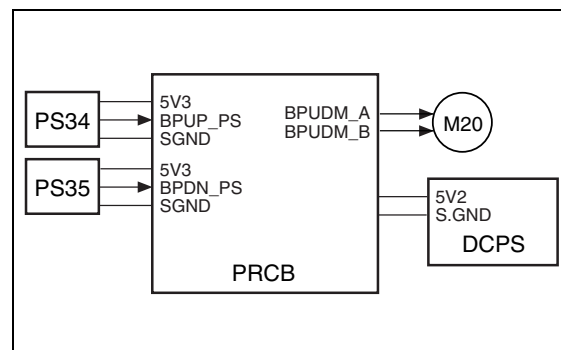 PS34
5V3
BPUP_PS
SGND
PS35
5V3
BPDN_PS
SGND
PRCB
BPUDM_A
BPUDM_B
M20
5V2
S.GND
DCPS